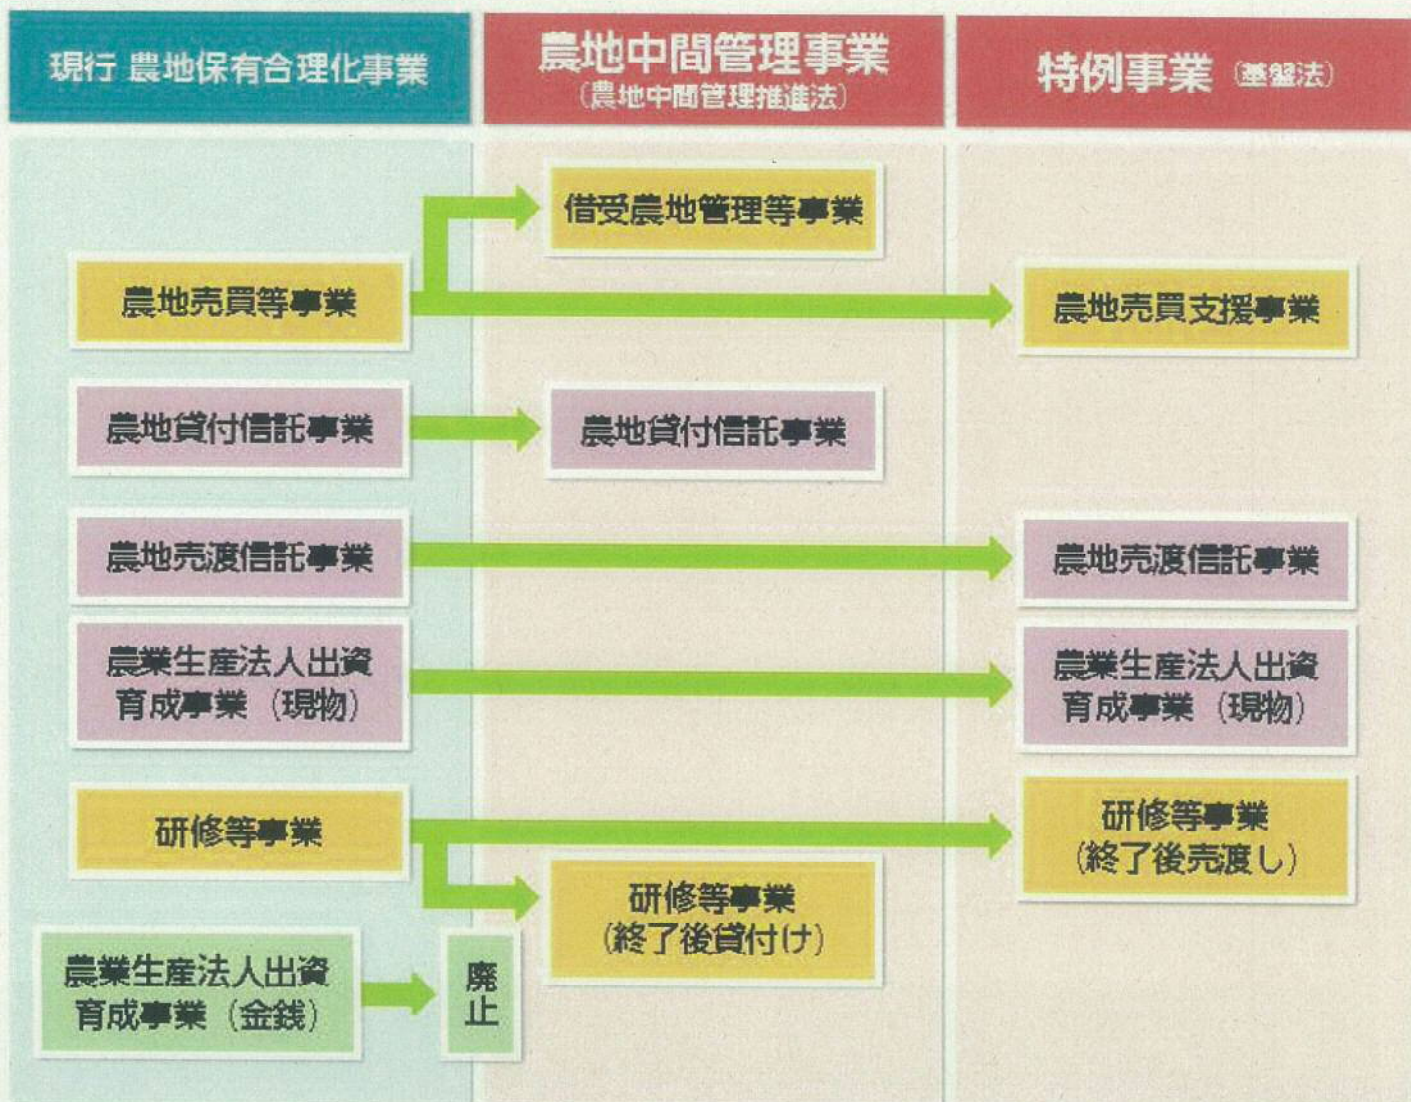 現行 農地保有合理化事業
農地中間管理事業
(農地中間管理推進法)
特例事業 (基盤法)
借受農地管理等事業
農地売買等事業
農地売買支援事業
農地貸付信託事業
農地貸付信託事業
農地売渡信託事業
農地売渡信託事業
農業生産法人出資
育成事業 (現物)
農業生産法人出資
育成事業 (現物)
研修等事業
研修等事業
(終了後売渡し)
研修等事業
(終了後貸付け)
農業生産法人出資
育成事業 (金銭)
廃止